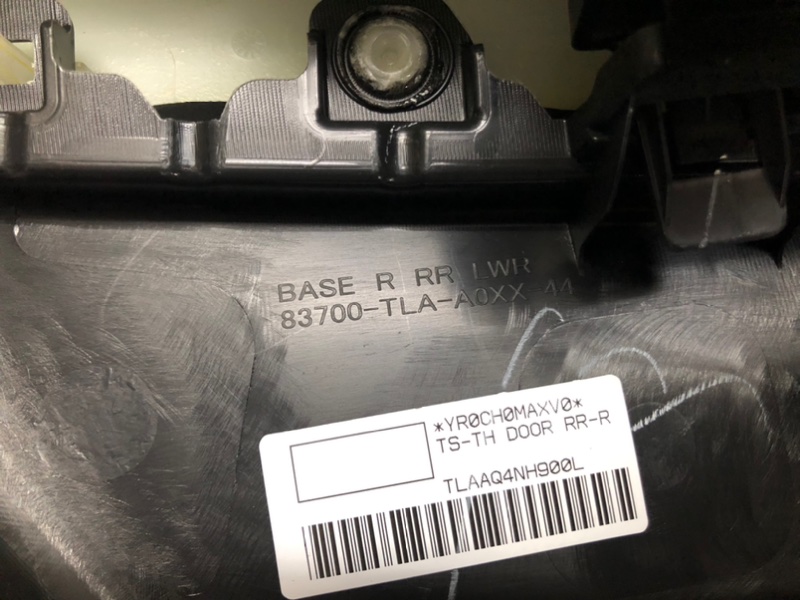 BASE R RR LWR
83700-TLA-A0XX 44
*YR0CH0MAXV0*
TS-TH DOOR RR-R
TLAAQ4NH900L